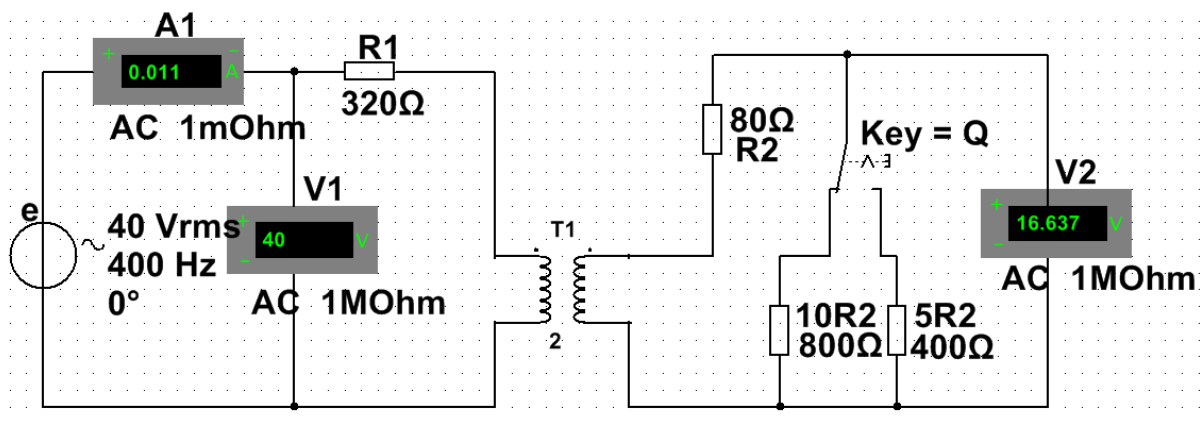 A1
+
−
0.011
A
AC 1mOhm
R1
320Ω
e
40 Vrms
400 Hz
0°
V1
+
40
V
−
AC 1MOhm
T1
2
80Ω
R2
Key = Q
V2
+
16.637
V
−
AC 1MOhm
10R2
800Ω
5R2
400Ω